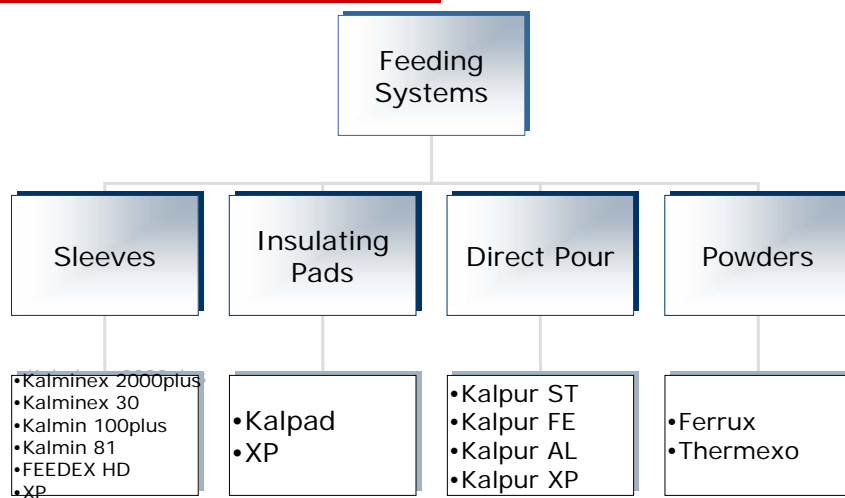 Feeding
Systems
Sleeves
Insulating
Pads
Direct Pour
Powders
•Kalminex 2000plus
•Kalminex 30
•Kalmin 100plus
•Kalmin 81
•FEEDEX HD
•XP
•Kalpad
•XP
•Kalpur ST
•Kalpur FE
•Kalpur AL
•Kalpur XP
•Ferrux
•Thermexo